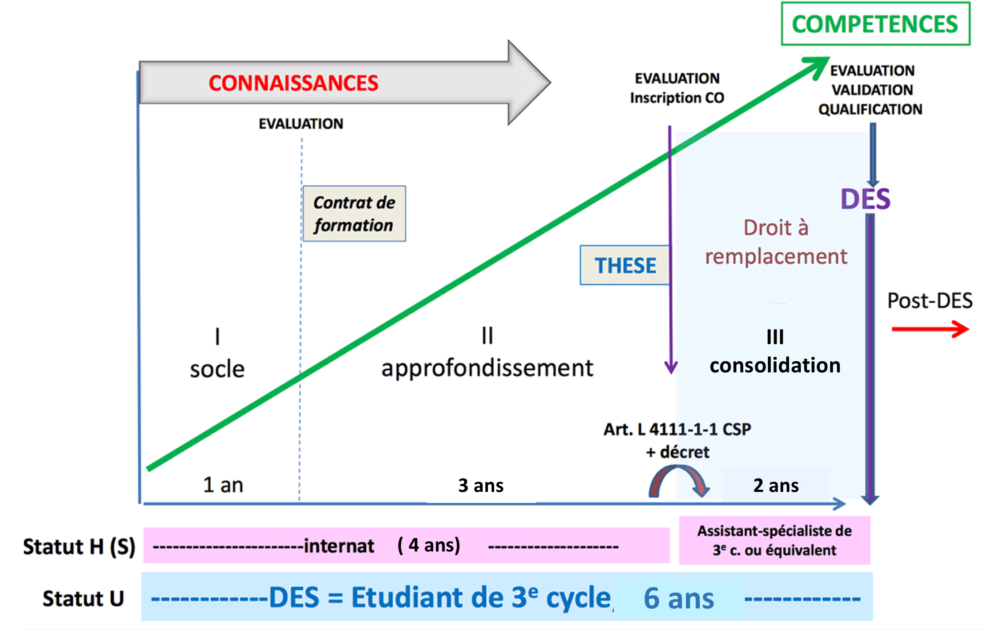 COMPETENCES
CONNAISSANCES
EVALUATION
EVALUATION
Inscription CO
EVALUATION
VALIDATION
QUALIFICATION
Contrat de
formation
DES
Droit à
remplacement
THESE
---
Post-DES
I
socle
II
approfondissement
III
consolidation
Art. L 4111-1-1 CSP
+ décret
1 an
3 ans
2 ans
Statut H (S)
-----------------------internat ( 4 ans) --------------------
Assistant-spécialiste de
3e c. ou équivalent
Statut U
------------DES = Etudiant de 3e cycle, 6 ans ------------